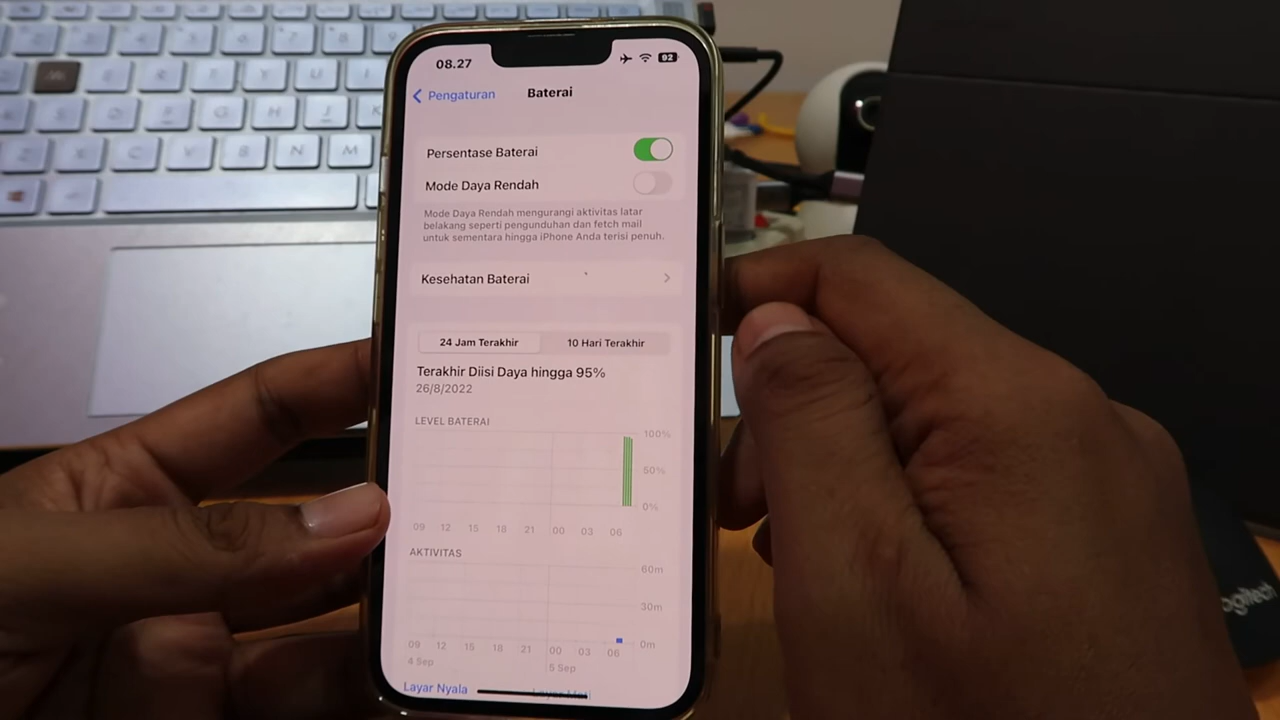 08.27
92
Pengaturan
Baterai
Persentase Baterai
Mode Daya Rendah
Mode Daya Rendah mengurangi aktivitas latar
belakang seperti pengunduhan dan fetch mail
untuk sementara hingga iPhone Anda terisi penuh.
Kesehatan Baterai
24 Jam Terakhir
10 Hari Terakhir
Terakhir Diisi Daya hingga 95%
26/8/2022
LEVEL BATERAI
100%
50%
0%
09 12 15 18 21 00 03 06
AKTIVITAS
60m
30m
0m
09 12 15 18 21 00 03 06
4 Sep 5 Sep
Layar Nyala
ogitech